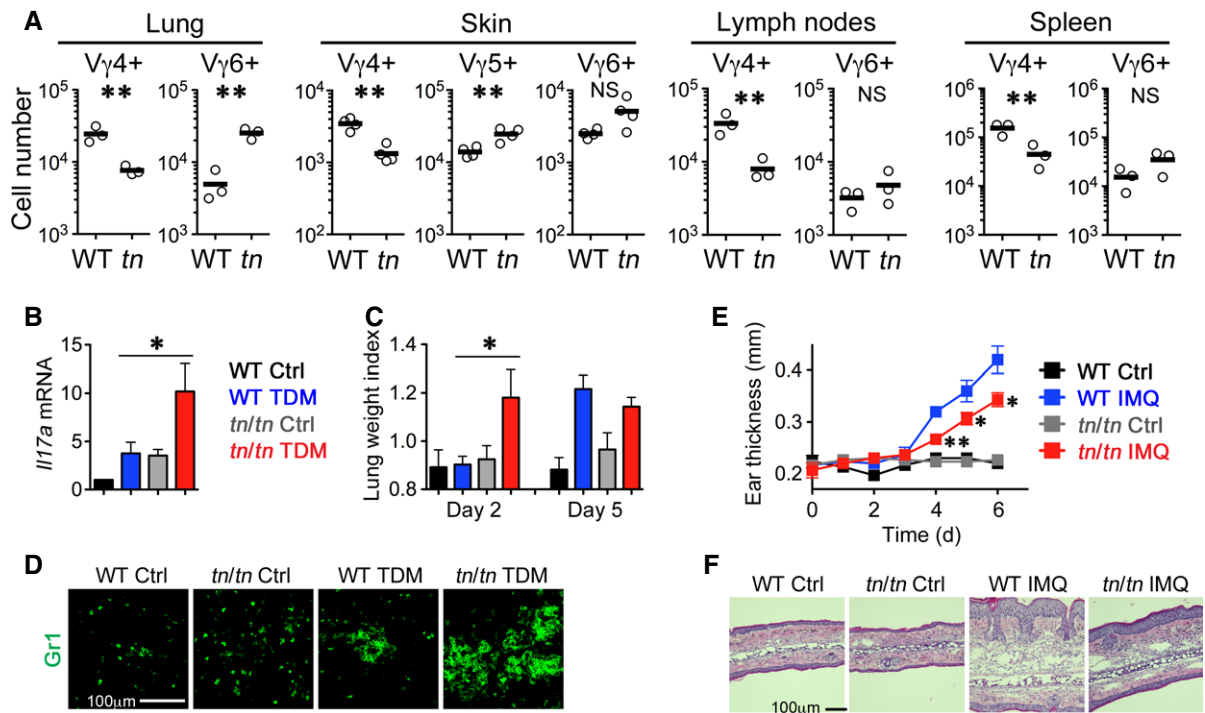 A
Lung
Skin
Lymph nodes
Spleen
Vγ4+
Vγ6+
Vγ4+
Vγ5+
Vγ6+
Vγ4+
Vγ6+
Vγ4+
Vγ6+
** ** ** ** NS ** NS ** NS
Cell number
10⁵ 10⁵ 10⁴ 10⁵ 10⁴ 10⁵ 10⁵ 10⁶ 10⁶
10⁴ 10⁴ 10³ 10⁴ 10³ 10⁴ 10⁴ 10⁵ 10⁵
10³ 10³ 10² 10³ 10² 10³ 10³ 10⁴ 10⁴
10³ 10³
WT tn WT tn WT tn WT tn WT tn WT tn WT tn WT tn WT tn
B
Il17a mRNA
15
10
5
0
*
WT Ctrl
WT TDM
tn/tn Ctrl
tn/tn TDM
C
Lung weight index
1.4
1.2
1.0
0.8
*
Day 2 Day 5
E
Ear thickness (mm)
0.4
0.3
0.2
** * *
0 2 4 6
Time (d)
WT Ctrl
WT IMQ
tn/tn Ctrl
tn/tn IMQ
D
WT Ctrl tn/tn Ctrl WT TDM tn/tn TDM
Gr1
100μm
F
WT Ctrl tn/tn Ctrl WT IMQ tn/tn IMQ
100μm